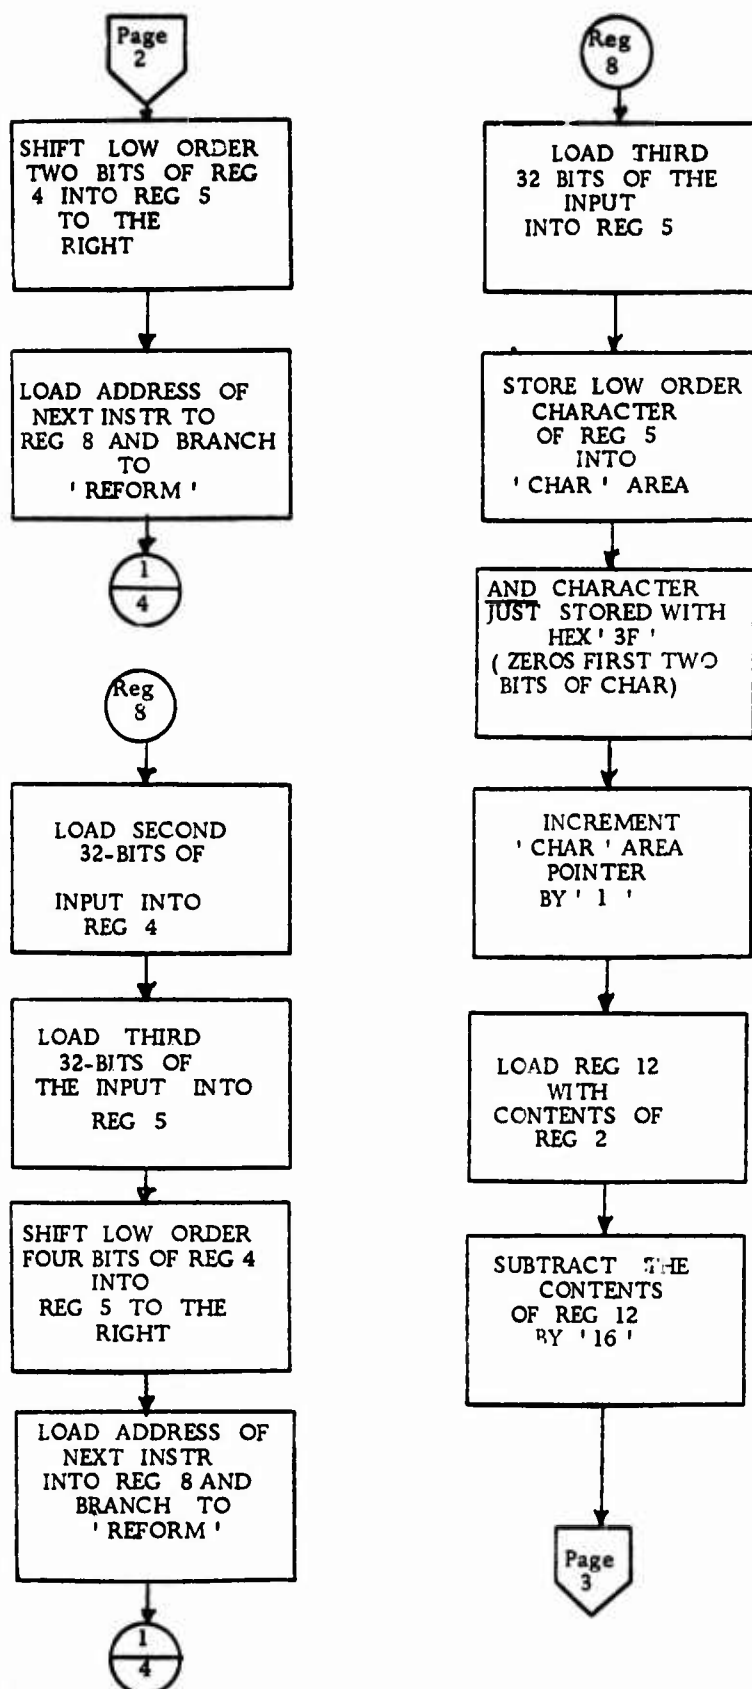 Page
2
SHIFT LOW ORDER
TWO BITS OF REG
4 INTO REG 5
TO THE
RIGHT
LOAD ADDRESS OF
NEXT INSTR TO
REG 8 AND BRANCH
TO
' REFORM '
1
4
Reg
8
LOAD SECOND
32-BITS OF
INPUT INTO
REG 4
LOAD THIRD
32-BITS OF
THE INPUT INTO
REG 5
SHIFT LOW ORDER
FOUR BITS OF REG 4
INTO
REG 5 TO THE
RIGHT
LOAD ADDRESS OF
NEXT INSTR
INTO REG 8 AND
BRANCH TO
' REFORM '
1
4
Reg
8
LOAD THIRD
32 BITS OF THE
INPUT
INTO REG 5
STORE LOW ORDER
CHARACTER
OF REG 5
INTO
' CHAR ' AREA
AND CHARACTER
JUST STORED WITH
HEX ' 3F '
( ZEROS FIRST TWO
BITS OF CHAR)
INCREMENT
' CHAR ' AREA
POINTER
BY ' 1 '
LOAD REG 12
WITH
CONTENTS OF
REG 2
SUBTRACT THE
CONTENTS
OF REG 12
BY '16 '
Page
3